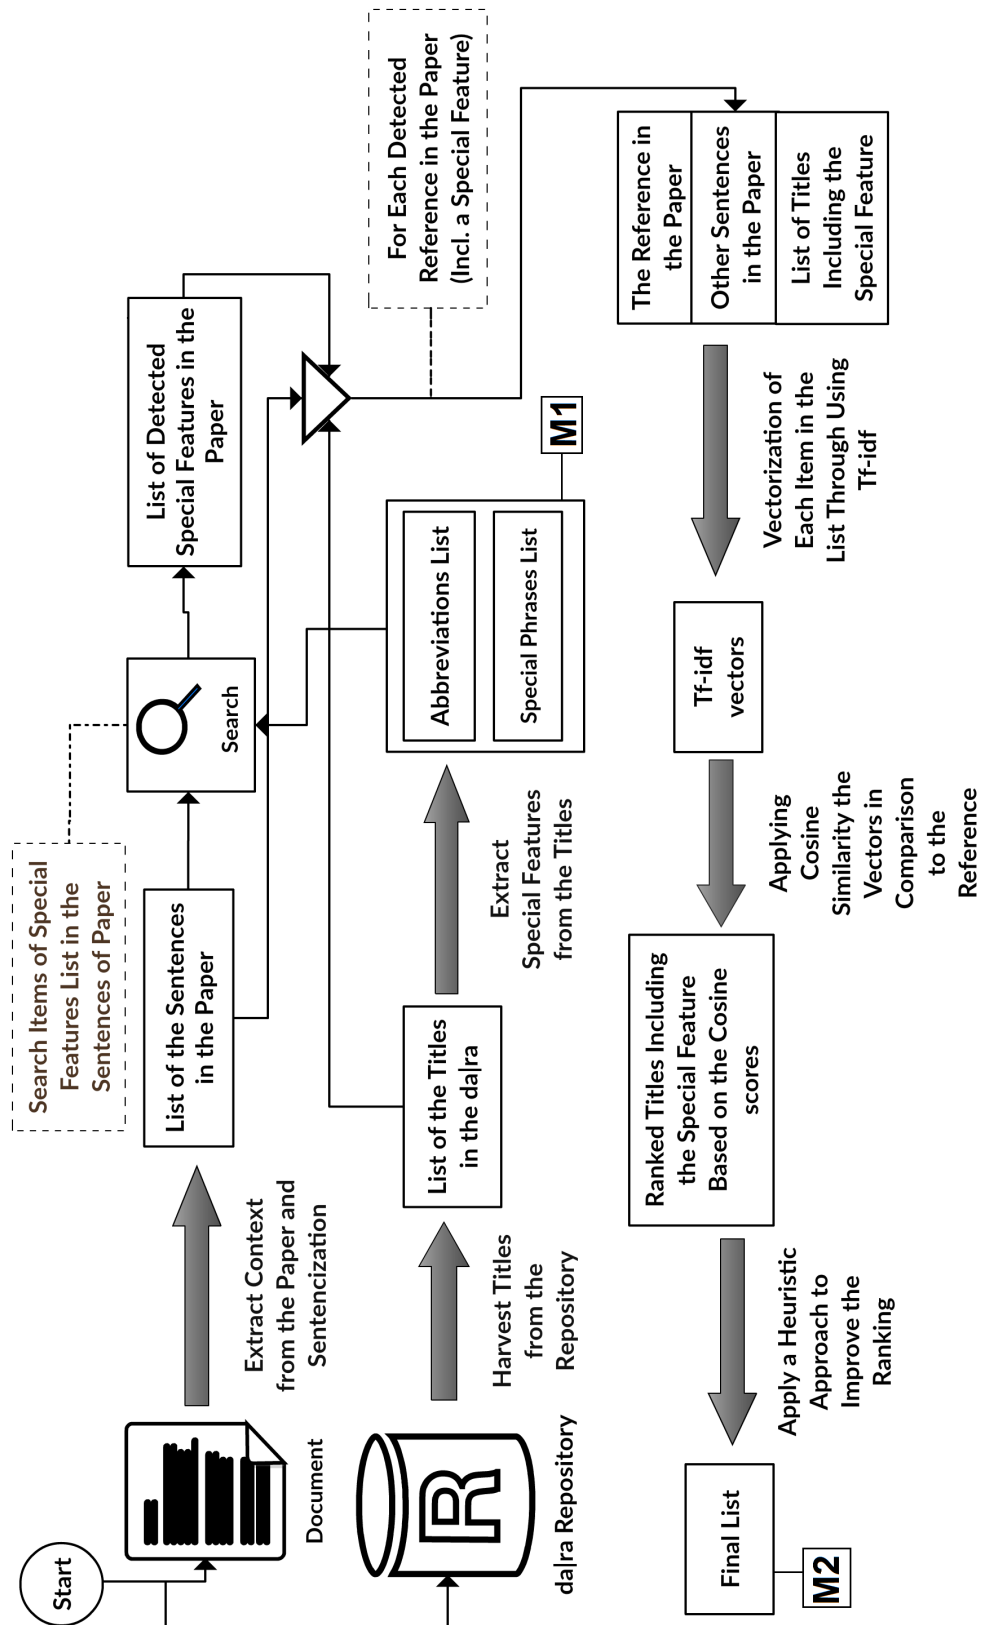 Start
Document
Extract Context
from the Paper and
Sentencization
List of the Sentences
in the Paper
Search Items of Special
Features List in the
Sentences of Paper
Search
List of Detected
Special Features in the
Paper
R
da|ra Repository
Harvest Titles
from the
Repository
List of the Titles
in the da|ra
Extract
Special Features
from the Titles
Abbreviations List
Special Phrases List
M1
For Each Detected
Reference in the Paper
(Incl. a Special Feature)
The Reference in
the Paper
Other Sentences
in the Paper
List of Titles
Including the
Special Feature
Vectorization of
Each Item in the
List Through Using
Tf-idf
Tf-idf
vectors
Applying
Cosine
Similarity the
Vectors in
Comparison
to the
Reference
Ranked Titles Including
the Special Feature
Based on the Cosine
scores
Apply a Heuristic
Approach to
Improve the
Ranking
Final List
M2